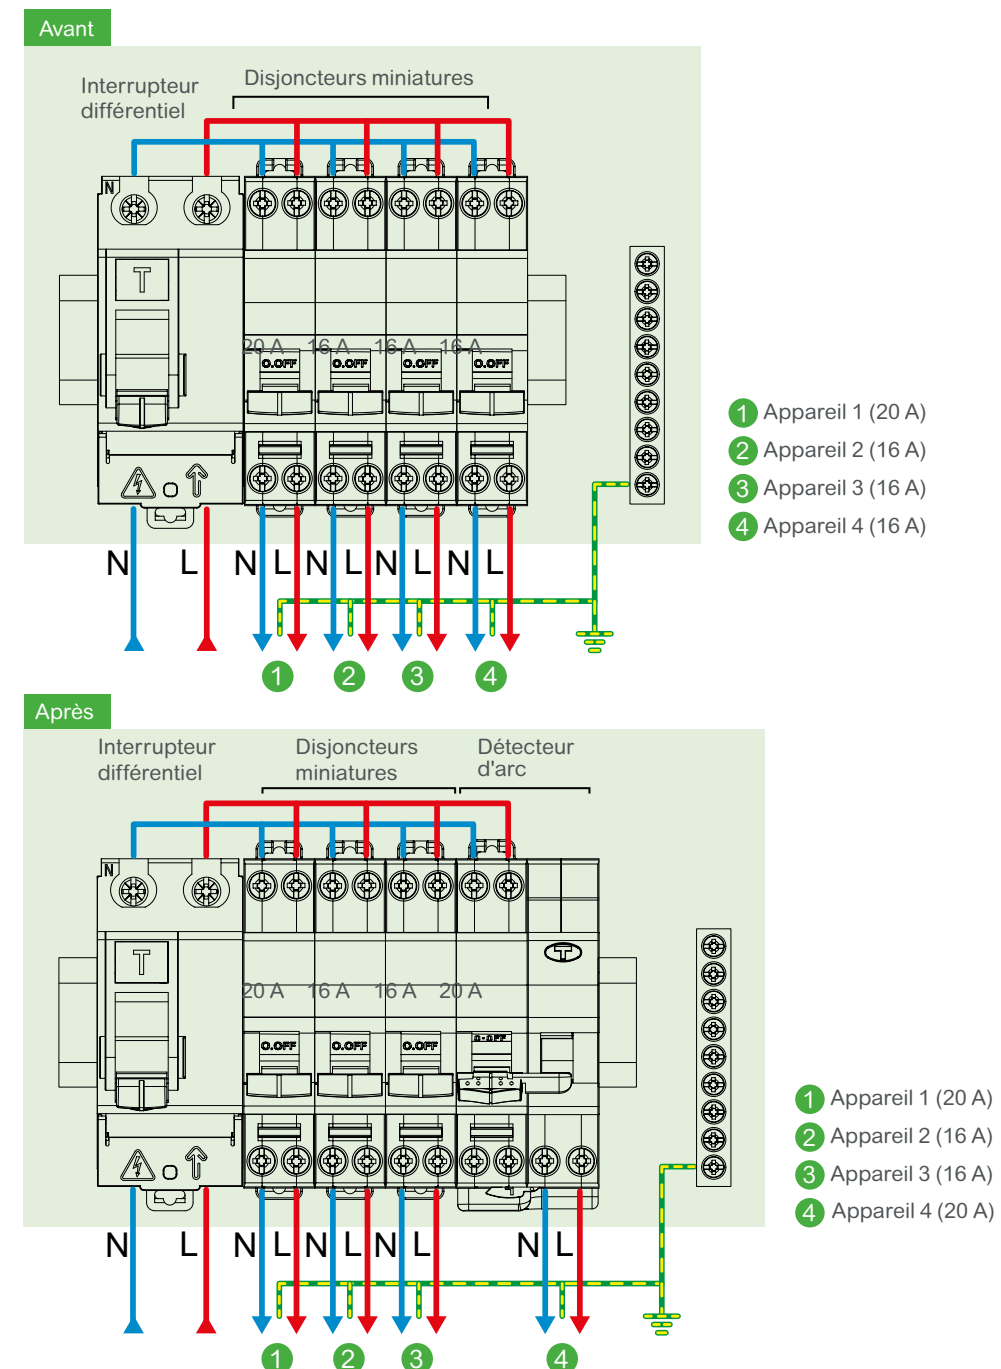 Avant
Interrupteur
différentiel
Disjoncteurs miniatures
N
T
20 A 16 A 16 A 16 A
O.OFF O.OFF O.OFF O.OFF
1 Appareil 1 (20 A)
2 Appareil 2 (16 A)
3 Appareil 3 (16 A)
4 Appareil 4 (16 A)
N L N L N L N L N L
1 2 3 4
Après
Interrupteur
différentiel
Disjoncteurs
miniatures
Détecteur
d'arc
N
T
T
20 A 16 A 16 A 20 A
O.OFF O.OFF O.OFF O-OFF
1 Appareil 1 (20 A)
2 Appareil 2 (16 A)
3 Appareil 3 (16 A)
4 Appareil 4 (20 A)
N L N L N L N L N L
1 2 3 4